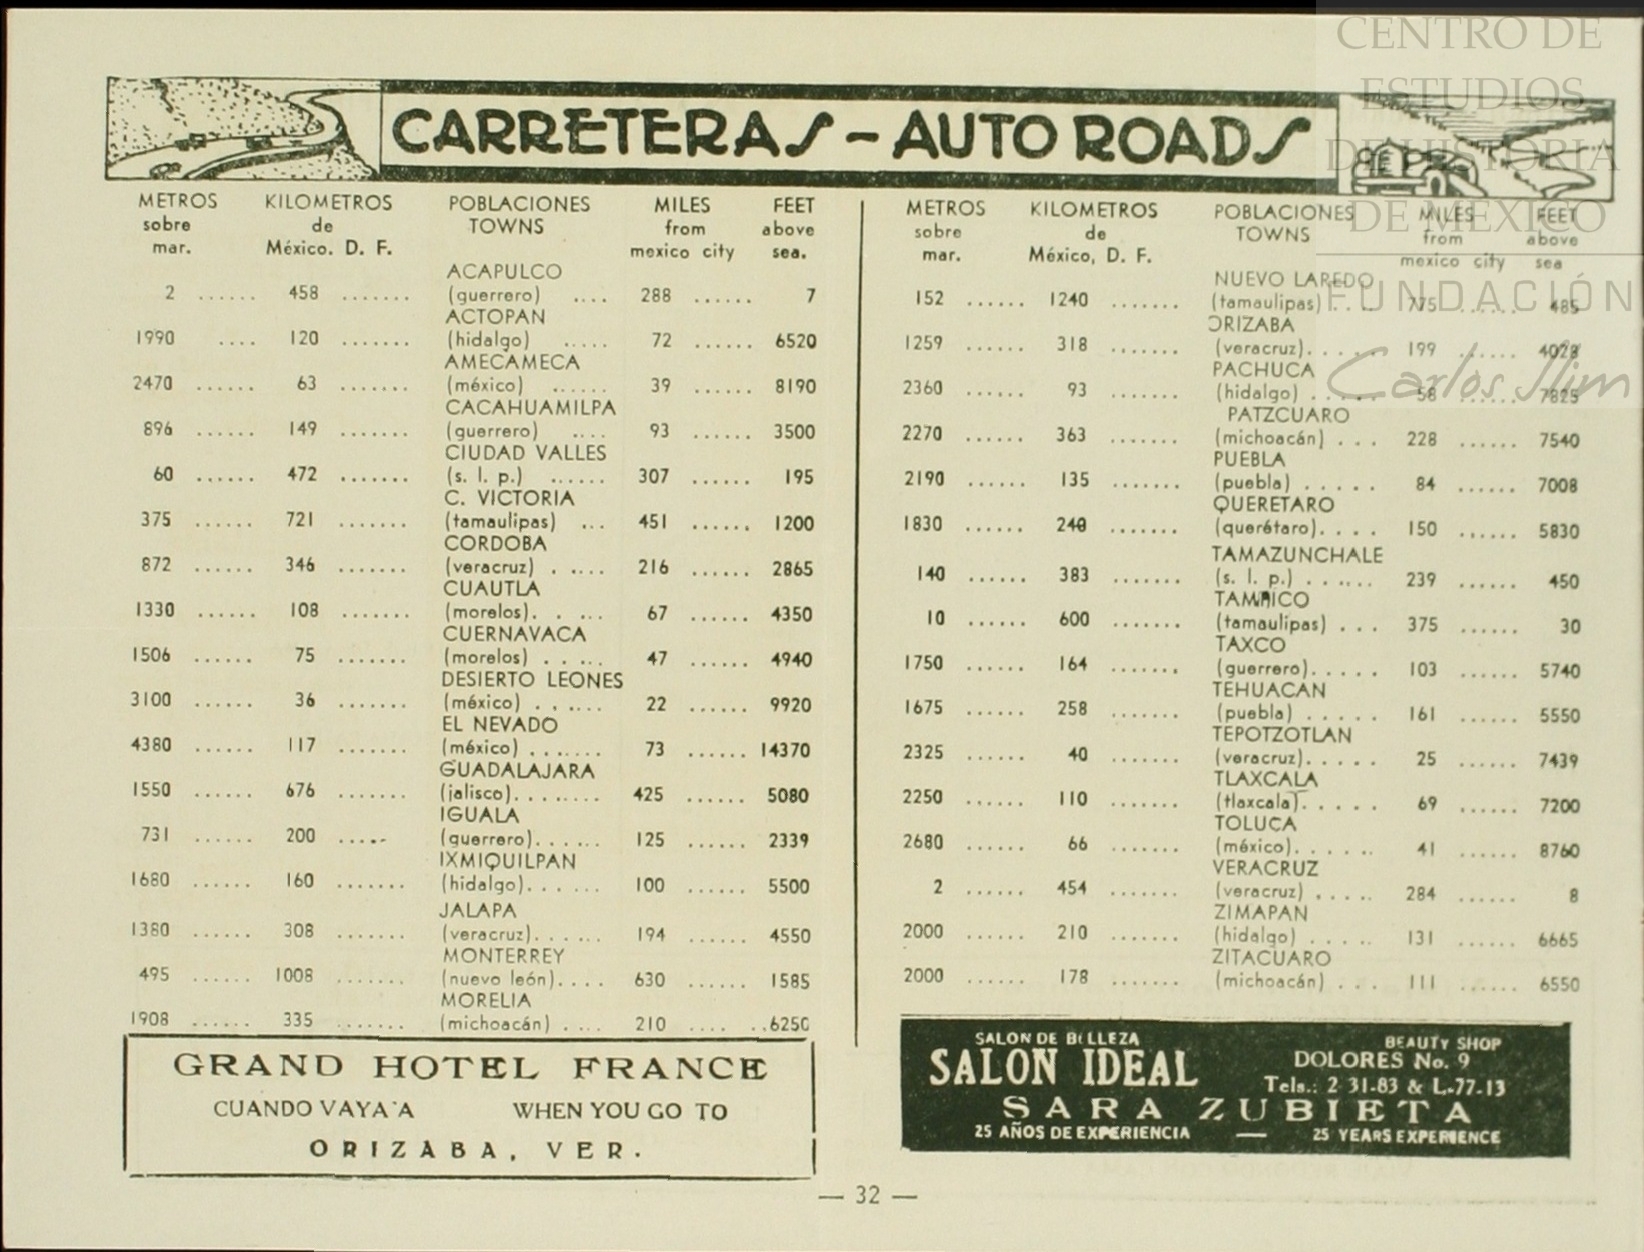 CENTRO DE
ESTUDIOS
DE HISTORIA
DE MÉXICO
FUNDACIÓN
Carlos Slim
CARRETERAS - AUTO ROADS
METROS KILOMETROS POBLACIONES MILES FEET
sobre de TOWNS from above
mar. México. D. F. mexico city sea.
ACAPULCO
2 ...... 458 ....... (guerrero) .... 288 ...... 7
ACTOPAN
1990 .... 120 ....... (hidalgo) ..... 72 ...... 6520
AMECAMECA
2470 ...... 63 ....... (méxico) ...... 39 ...... 8190
CACAHUAMILPA
896 ...... 149 ....... (guerrero) .... 93 ...... 3500
CIUDAD VALLES
60 ...... 472 ....... (s. l. p.) ...... 307 ...... 195
C. VICTORIA
375 ...... 721 ....... (tamaulipas) ... 451 ...... 1200
CORDOBA
872 ...... 346 ....... (veracruz) . .... 216 ...... 2865
CUAUTLA
1330 ...... 108 ....... (morelos). . ... 67 ...... 4350
CUERNAVACA
1506 ...... 75 ....... (morelos) . . ... 47 ...... 4940
DESIERTO LEONES
3100 ...... 36 ....... (méxico) . . .... 22 ...... 9920
EL NEVADO
4380 ...... 117 ....... (méxico) ....... 73 ...... 14370
GUADALAJARA
1550 ...... 676 ....... (jalisco)........ 425 ...... 5080
IGUALA
731 ...... 200 ..... (guerrero)...... 125 ...... 2339
IXMIQUILPAN
1680 ...... 160 ....... (hidalgo). . . . . . 100 ...... 5500
JALAPA
1380 ...... 308 ....... (veracruz). . . ... 194 ...... 4550
MONTERREY
495 ...... 1008 ....... (nuevo león). . . . 630 ...... 1585
MORELIA
1908 ...... 335 ....... (michoacán) . ... 210 .... ..6250
GRAND HOTEL FRANCE
CUANDO VAYA A WHEN YOU GO TO
ORIZABA, VER.
METROS KILOMETROS POBLACIONES MILES FEET
sobre de TOWNS from above
mar. México, D. F. mexico city sea
NUEVO LAREDO
152 ...... 1240 ....... (tamaulipas) . . . 775 ...... 485
ORIZABA
1259 ...... 318 ....... (veracruz). . . . . 199 ...... 4028
PACHUCA
2360 ...... 93 ....... (hidalgo) . . . . . 58 ...... 7825
PATZCUARO
2270 ...... 363 ....... (michoacán) . . . 228 ...... 7540
PUEBLA
2190 ...... 135 ....... (puebla) . . . . . 84 ...... 7008
QUERETARO
1830 ...... 240 ....... (querétaro). . . . 150 ...... 5830
TAMAZUNCHALE
140 ...... 383 ....... (s. l. p.) . . .... 239 ...... 450
TAMPICO
10 ...... 600 ....... (tamaulipas) . . . 375 ...... 30
TAXCO
1750 ...... 164 ....... (guerrero). . . . . 103 ...... 5740
TEHUACAN
1675 ...... 258 ....... (puebla) . . . . . 161 ...... 5550
TEPOTZOTLAN
2325 ...... 40 ....... (veracruz). . . . . 25 ...... 7439
TLAXCALA
2250 ...... 110 ....... (tlaxcala). . . . . 69 ...... 7200
TOLUCA
2680 ...... 66 ....... (méxico). . . . . . 41 ...... 8760
VERACRUZ
2 ...... 454 ....... (veracruz) . . . .. 284 ...... 8
ZIMAPAN
2000 ...... 210 ....... (hidalgo) . . . .. 131 ...... 6665
ZITACUARO
2000 ...... 178 ....... (michoacán) . . . 111 ...... 6550
SALON DE BELLEZA BEAUTY SHOP
SALON IDEAL DOLORES No. 9
Tels.: 2 31-83 & L-77-13
SARA ZUBIETA
25 AÑOS DE EXPERIENCIA — 25 YEARS EXPERIENCE
— 32 —